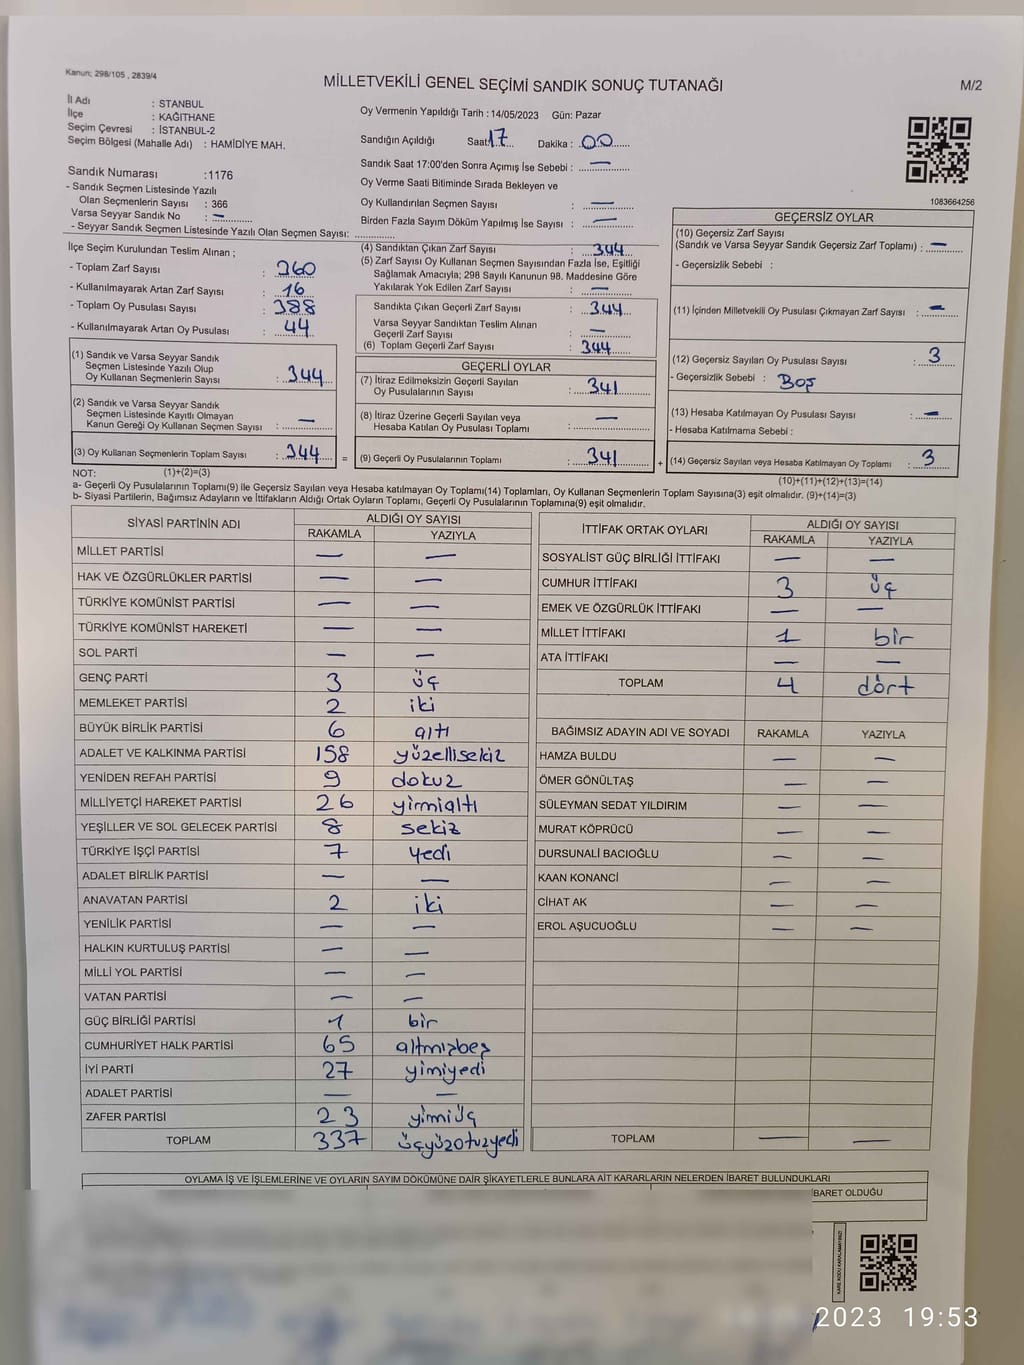 Kanun; 298/105 , 2839/4
MİLLETVEKİLİ GENEL SEÇİMİ SANDIK SONUÇ TUTANAĞI
M/2
İl Adı : STANBUL
İlçe : KAĞITHANE
Seçim Çevresi : İSTANBUL-2
Seçim Bölgesi (Mahalle Adı) : HAMİDİYE MAH.
Sandık Numarası :1176
- Sandık Seçmen Listesinde Yazılı
Olan Seçmenlerin Sayısı : 366
Varsa Seyyar Sandık No : —
- Seyyar Sandık Seçmen Listesinde Yazılı Olan Seçmen Sayısı:
Oy Vermenin Yapıldığı Tarih : 14/05/2023 Gün: Pazar
Sandığın Açıldığı Saat: 17 Dakika : 00
Sandık Saat 17:00'den Sonra Açımış İse Sebebi : —
Oy Verme Saati Bitiminde Sırada Bekleyen ve
Oy Kullandırılan Seçmen Sayısı : —
Birden Fazla Sayım Döküm Yapılmış İse Sayısı : —
1083664256
İlçe Seçim Kurulundan Teslim Alınan ;
- Toplam Zarf Sayısı : 360
- Kullanılmayarak Artan Zarf Sayısı : 16
- Toplam Oy Pusulası Sayısı : 388
- Kullanılmayarak Artan Oy Pusulası : 44
(1) Sandık ve Varsa Seyyar Sandık
Seçmen Listesinde Yazılı Olup
Oy Kullanan Seçmenlerin Sayısı : 344
(2) Sandık ve Varsa Seyyar Sandık
Seçmen Listesinde Kayıtlı Olmayan
Kanun Gereği Oy Kullanan Seçmen Sayısı : —
(3) Oy Kullanan Seçmenlerin Toplam Sayısı : 344 =
(4) Sandıktan Çıkan Zarf Sayısı : 344
(5) Zarf Sayısı Oy Kullanan Seçmen Sayısından Fazla İse, Eşitliği
Sağlamak Amacıyla; 298 Sayılı Kanunun 98. Maddesine Göre
Yakılarak Yok Edilen Zarf Sayısı : —
Sandıkta Çıkan Geçerli Zarf Sayısı : 344
Varsa Seyyar Sandıktan Teslim Alınan
Geçerli Zarf Sayısı : —
(6) Toplam Geçerli Zarf Sayısı : 344
GEÇERLİ OYLAR
(7) İtiraz Edilmeksizin Geçerli Sayılan
Oy Pusulalarının Sayısı : 341
(8) İtiraz Üzerine Geçerli Sayılan veya
Hesaba Katılan Oy Pusulası Toplamı : —
(9) Geçerli Oy Pusulalarının Toplamı : 341 +
GEÇERSİZ OYLAR
(10) Geçersiz Zarf Sayısı
(Sandık ve Varsa Seyyar Sandık Geçersiz Zarf Toplamı) : —
- Geçersizlik Sebebi :
(11) İçinden Milletvekili Oy Pusulası Çıkmayan Zarf Sayısı : —
(12) Geçersiz Sayılan Oy Pusulası Sayısı : 3
- Geçersizlik Sebebi : Boş
(13) Hesaba Katılmayan Oy Pusulası Sayısı : —
- Hesaba Katılmama Sebebi :
(14) Geçersiz Sayılan veya Hesaba Katılmayan Oy Toplamı : 3
NOT: (1)+(2)=(3)
(10)+(11)+(12)+(13)=(14)
a- Geçerli Oy Pusulalarının Toplamı(9) ile Geçersiz Sayılan veya Hesaba katılmayan Oy Toplamı(14) Toplamları, Oy Kullanan Seçmenlerin Toplam Sayısına(3) eşit olmalıdır. (9)+(14)=(3)
b- Siyasi Partilerin, Bağımsız Adayların ve İttifakların Aldığı Ortak Oyların Toplamı, Geçerli Oy Pusulalarının Toplamına(9) eşit olmalıdır.
SİYASİ PARTİNİN ADI ALDIĞI OY SAYISI
RAKAMLA YAZIYLA
MİLLET PARTİSİ — —
HAK VE ÖZGÜRLÜKLER PARTİSİ — —
TÜRKİYE KOMÜNİST PARTİSİ — —
TÜRKİYE KOMÜNİST HAREKETİ — —
SOL PARTİ — —
GENÇ PARTİ 3 üç
MEMLEKET PARTİSİ 2 iki
BÜYÜK BİRLİK PARTİSİ 6 altı
ADALET VE KALKINMA PARTİSİ 158 yüzellisekiz
YENİDEN REFAH PARTİSİ 9 dokuz
MİLLİYETÇİ HAREKET PARTİSİ 26 yirmialtı
YEŞİLLER VE SOL GELECEK PARTİSİ 8 sekiz
TÜRKİYE İŞÇİ PARTİSİ 7 yedi
ADALET BİRLİK PARTİSİ — —
ANAVATAN PARTİSİ 2 iki
YENİLİK PARTİSİ — —
HALKIN KURTULUŞ PARTİSİ — —
MİLLİ YOL PARTİSİ — —
VATAN PARTİSİ — —
GÜÇ BİRLİĞİ PARTİSİ 1 bir
CUMHURİYET HALK PARTİSİ 65 altmışbeş
İYİ PARTİ 27 yimiyedi
ADALET PARTİSİ — —
ZAFER PARTİSİ 23 yirmiüç
TOPLAM 337 üçyüzotuzyedi
İTTİFAK ORTAK OYLARI ALDIĞI OY SAYISI
RAKAMLA YAZIYLA
SOSYALİST GÜÇ BİRLİĞİ İTTİFAKI — —
CUMHUR İTTİFAKI 3 üç
EMEK VE ÖZGÜRLÜK İTTİFAKI — —
MİLLET İTTİFAKI 1 bir
ATA İTTİFAKI — —
TOPLAM 4 dört
BAĞIMSIZ ADAYIN ADI VE SOYADI RAKAMLA YAZIYLA
HAMZA BULDU — —
ÖMER GÖNÜLTAŞ — —
SÜLEYMAN SEDAT YILDIRIM — —
MURAT KÖPRÜCÜ — —
DURSUNALİ BACIOĞLU — —
KAAN KONANCİ — —
CİHAT AK — —
EROL AŞUCUOĞLU — —
TOPLAM — —
OYLAMA İŞ VE İŞLEMLERİNE VE OYLARIN SAYIM DÖKÜMÜNE DAİR ŞİKAYETLERLE BUNLARA AİT KARARLARIN NELERDEN İBARET BULUNDUKLARI
BARET OLDUĞU
2023 19:53